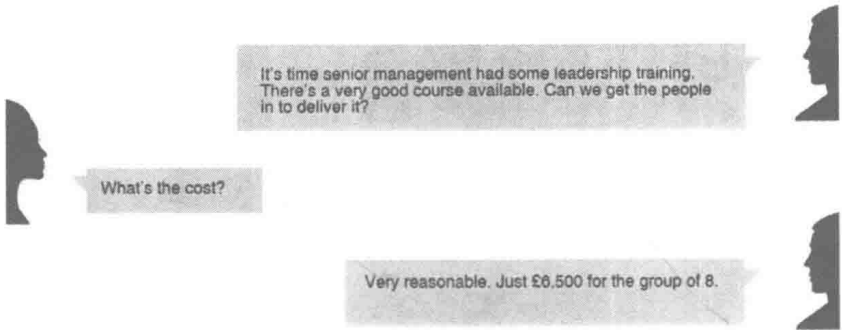 It's time senior management had some leadership training.
There's a very good course available. Can we get the people
in to deliver it?
What's the cost?
Very reasonable. Just £6,500 for the group of 8.